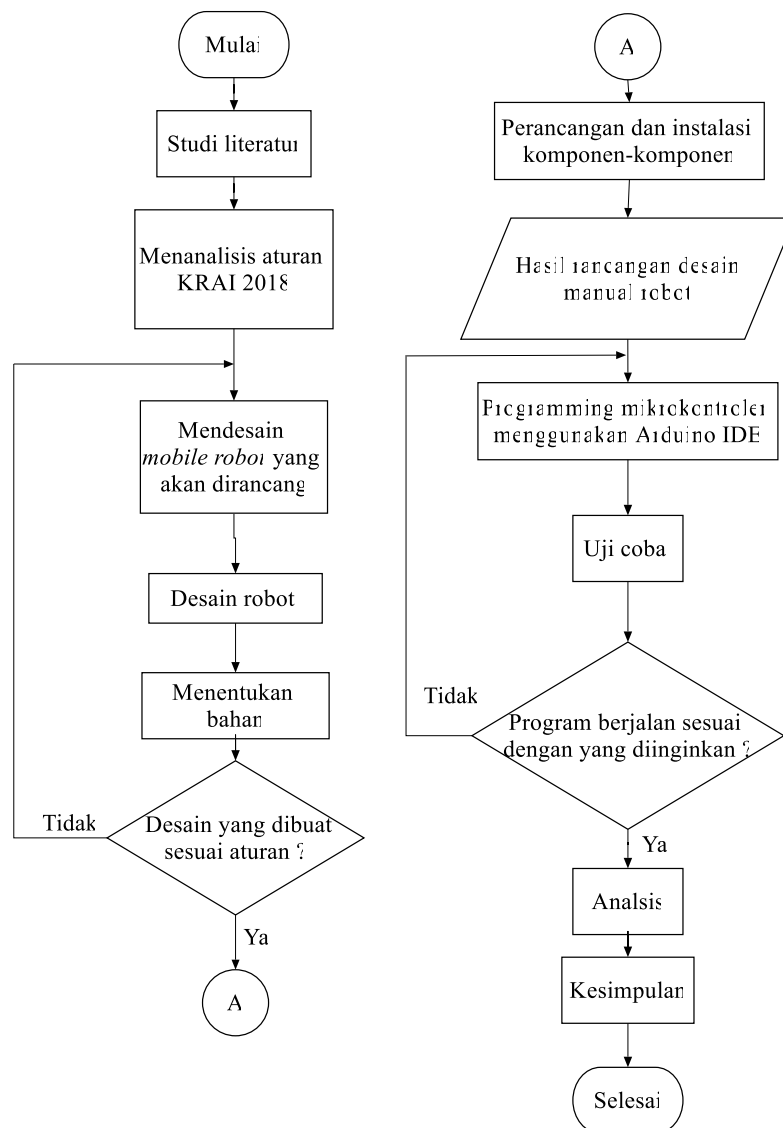 Mulai
Studi literatur
Menanalisis aturan
KRAI 2018
Mendesain
mobile robot yang
akan dirancang
Desain robot
Menentukan
bahan
Tidak
Desain yang dibuat
sesuai aturan ?
Ya
A
A
Perancangan dan instalasi
komponen-komponen
Hasil rancangan desain
manual robot
Programming mikrokontroler
menggunakan Arduino IDE
Uji coba
Tidak
Program berjalan sesuai
dengan yang diinginkan ?
Ya
Analsis
Kesimpulan
Selesai